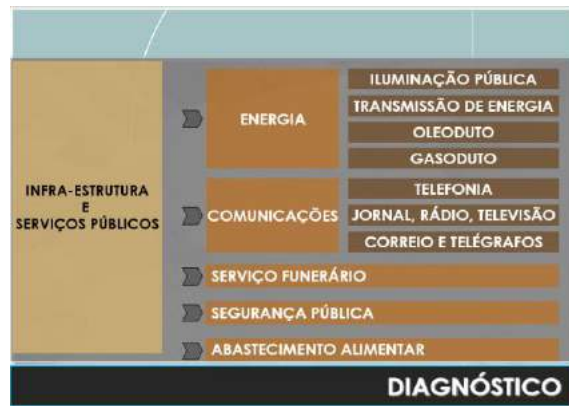 INFRA-ESTRUTURA
E
SERVIÇOS PÚBLICOS
ENERGIA
ILUMINAÇÃO PÚBLICA
TRANSMISSÃO DE ENERGIA
OLEODUTO
GASODUTO
COMUNICAÇÕES
TELEFONIA
JORNAL, RÁDIO, TELEVISÃO
CORREIO E TELÉGRAFOS
SERVIÇO FUNERÁRIO
SEGURANÇA PÚBLICA
ABASTECIMENTO ALIMENTAR
DIAGNÓSTICO